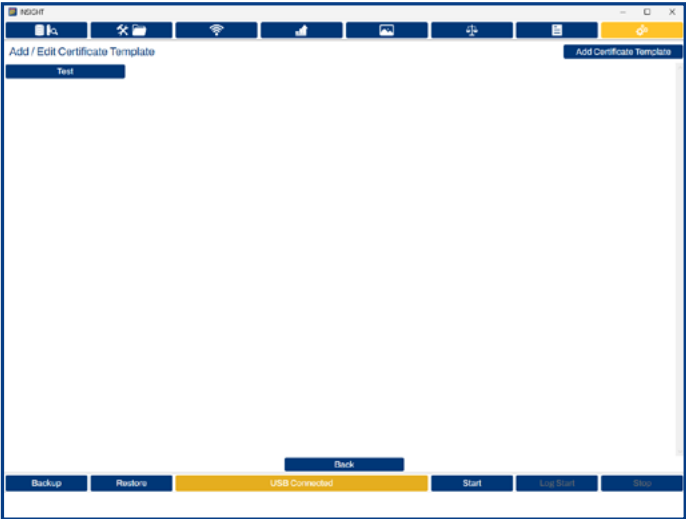 INSIGHT
Add / Edit Certificate Template
Add Certificate Template
Test
Back
Backup Restore USB Connected Start Log Start Stop